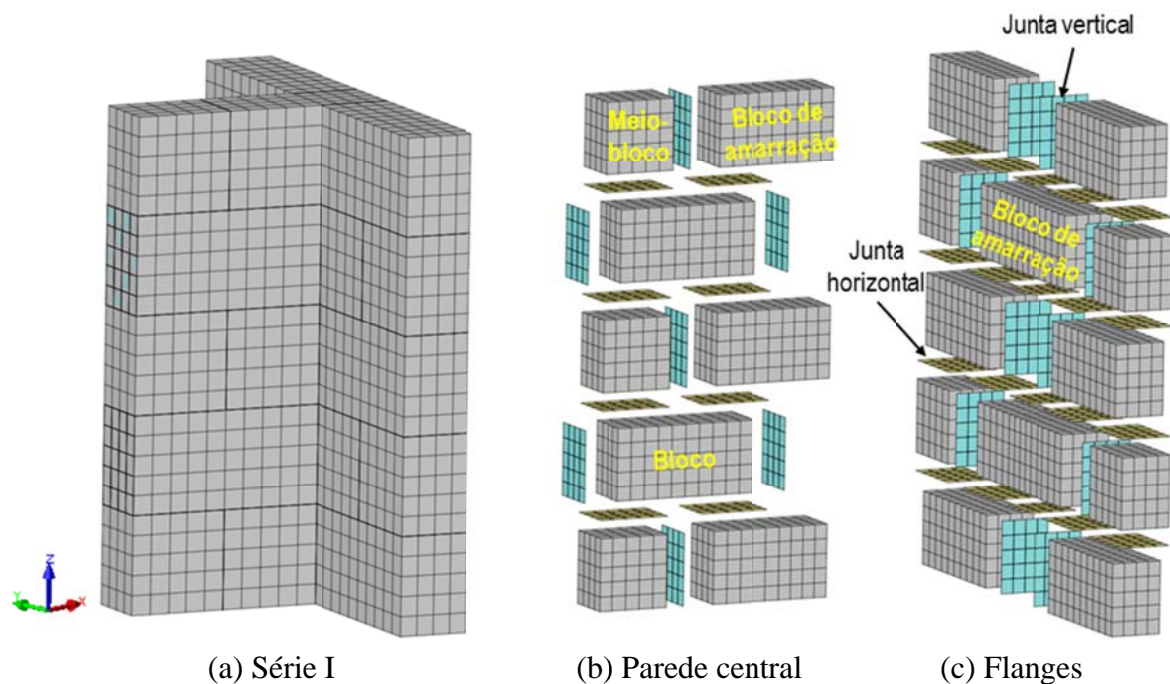 Junta vertical
Meio-
bloco
Bloco de
amarração
Bloco de
amarração
Junta
horizontal
Bloco
Z
Y
X
(a) Série I
(b) Parede central
(c) Flanges